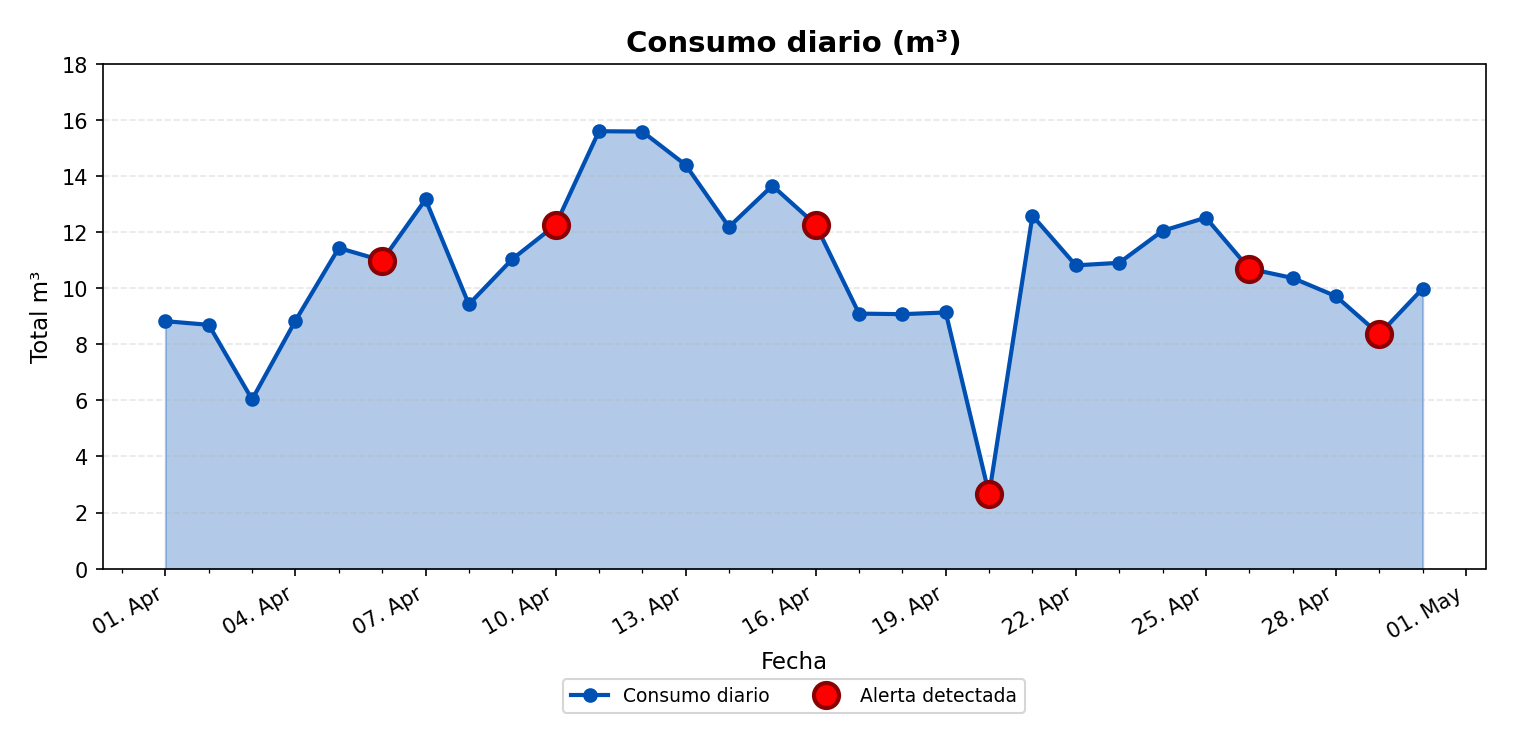 Consumo diario (m³)
Total m³
18
16
14
12
10
8
6
4
2
0
01. Apr
04. Apr
07. Apr
10. Apr
13. Apr
16. Apr
19. Apr
22. Apr
25. Apr
28. Apr
01. May
Fecha
Consumo diario
Alerta detectada